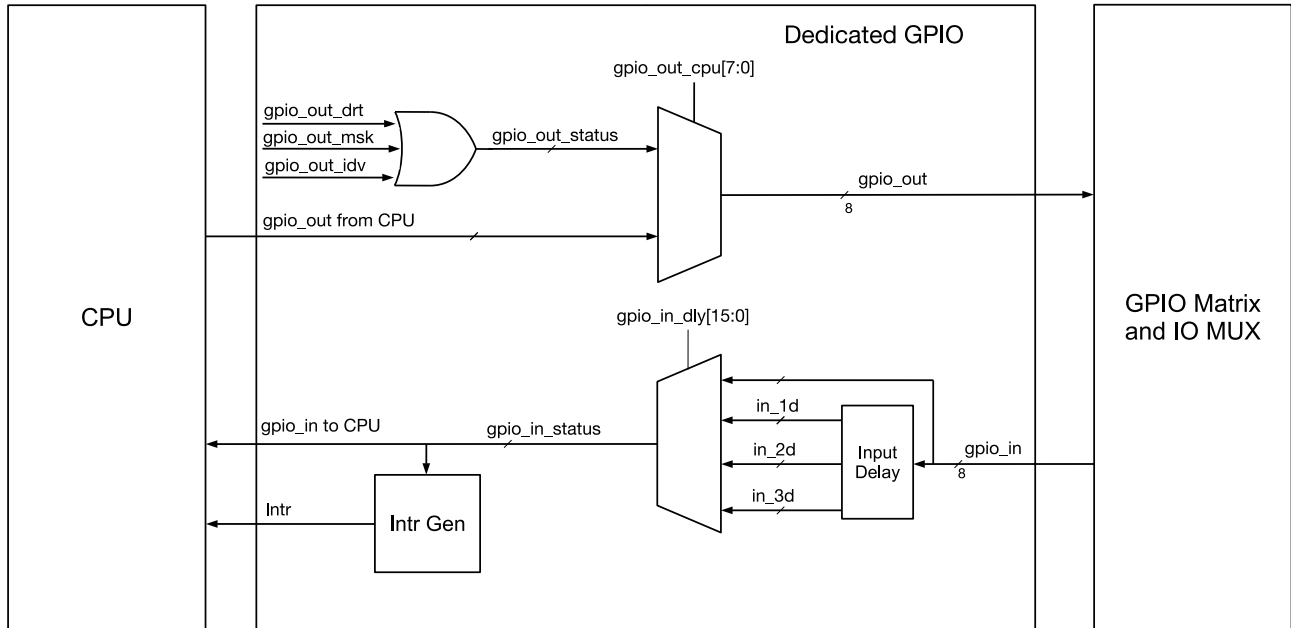 Dedicated GPIO
gpio_out_cpu[7:0]
gpio_out_drt
gpio_out_msk
gpio_out_idv
gpio_out_status
gpio_out
8
gpio_out from CPU
CPU
GPIO Matrix
and IO MUX
gpio_in_dly[15:0]
in_1d
gpio_in to CPU
gpio_in_status
in_2d
Input
Delay
gpio_in
8
in_3d
Intr
Intr Gen